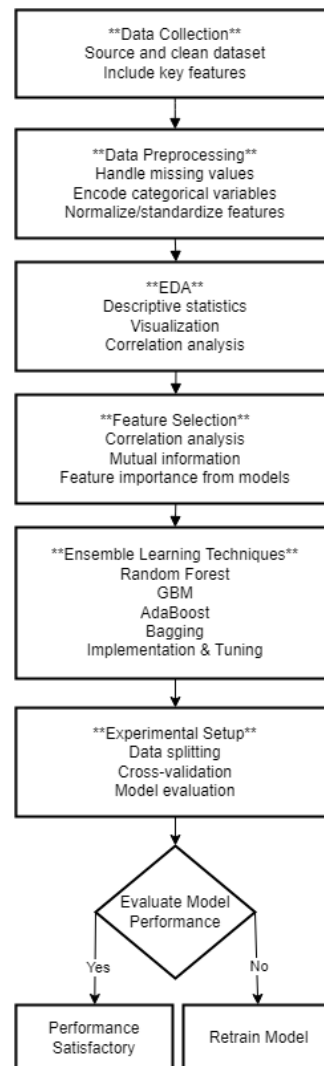 **Data Collection**
Source and clean dataset
Include key features
**Data Preprocessing**
Handle missing values
Encode categorical variables
Normalize/standardize features
**EDA**
Descriptive statistics
Visualization
Correlation analysis
**Feature Selection**
Correlation analysis
Mutual information
Feature importance from models
**Ensemble Learning Techniques**
Random Forest
GBM
AdaBoost
Bagging
Implementation & Tuning
**Experimental Setup**
Data splitting
Cross-validation
Model evaluation
Evaluate Model
Performance
Yes
No
Performance
Satisfactory
Retrain Model